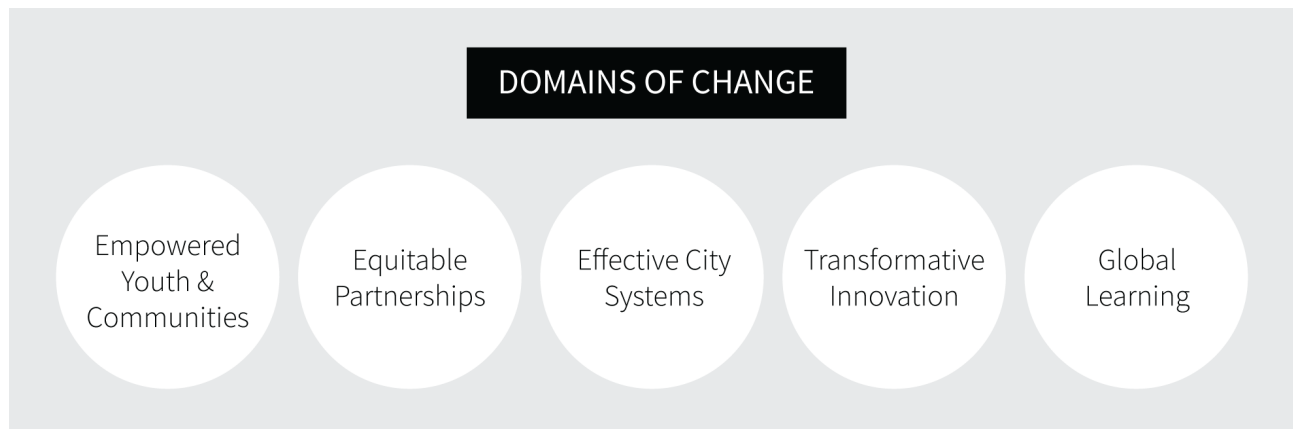 DOMAINS OF CHANGE
Empowered
Youth &
Communities
Equitable
Partnerships
Effective City
Systems
Transformative
Innovation
Global
Learning